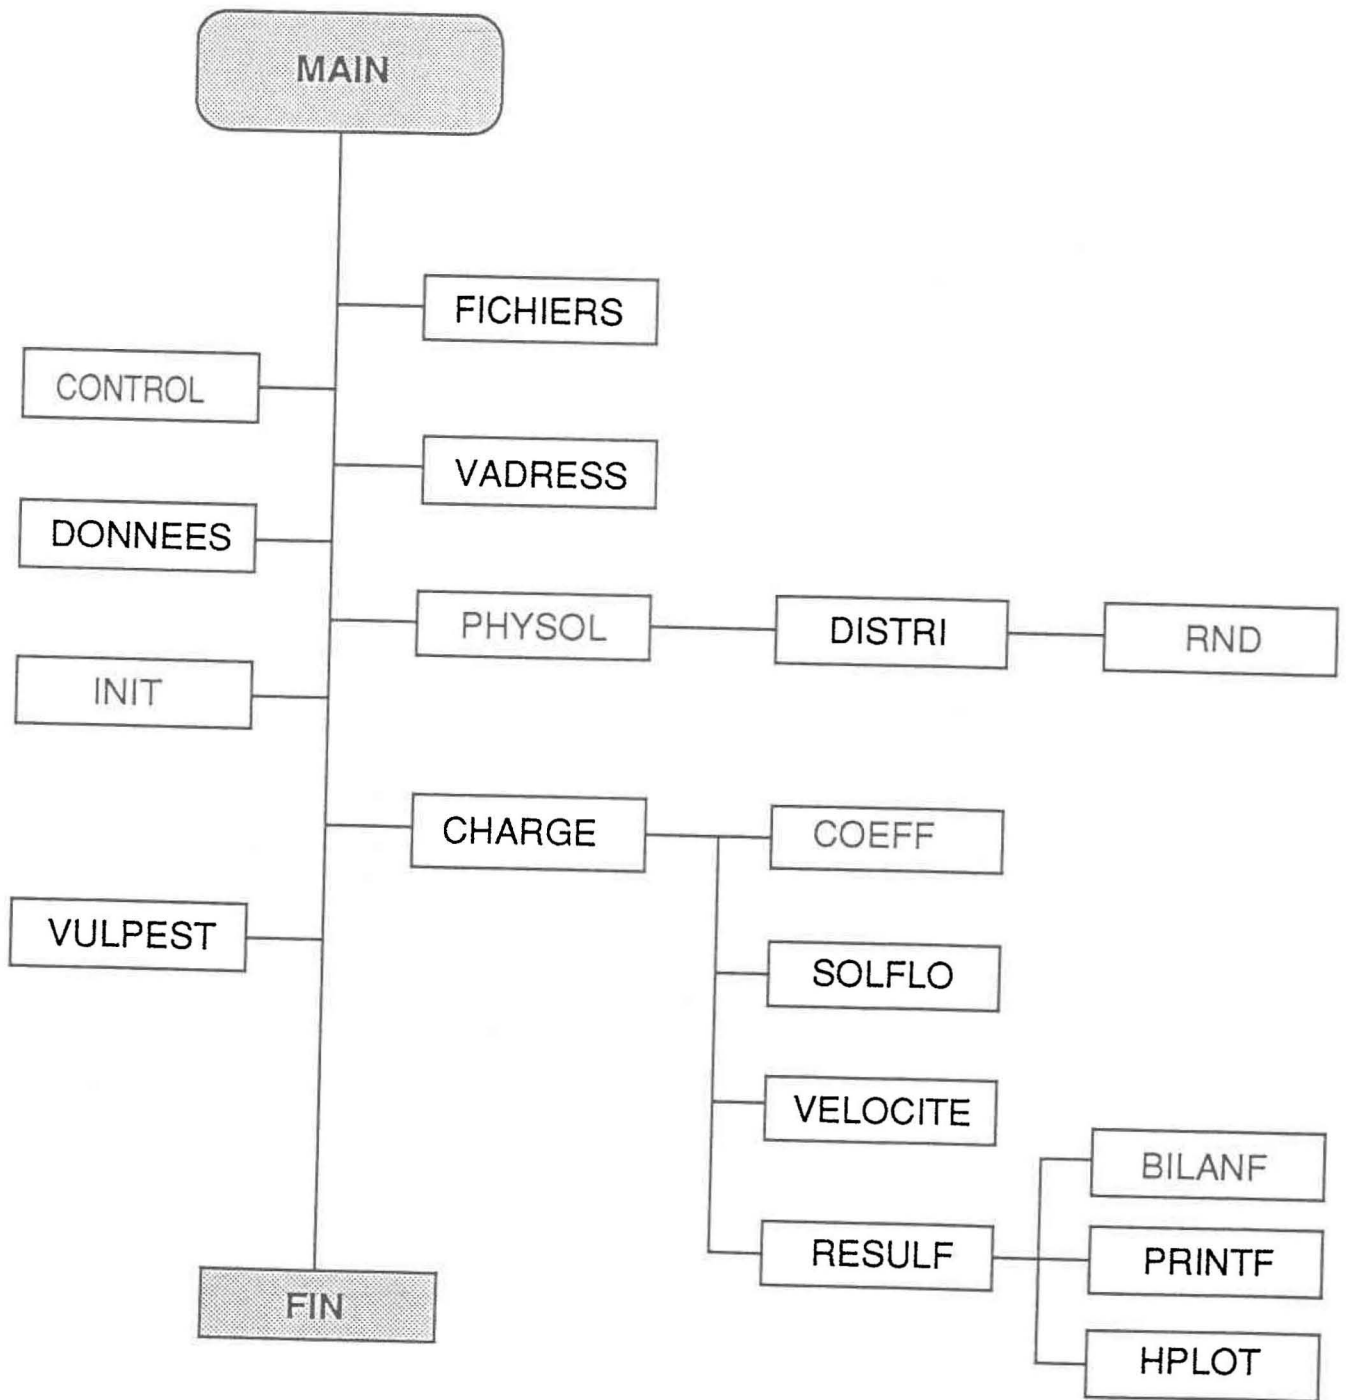 MAIN
FICHIERS
CONTROL
VADRESS
DONNEES
PHYSOL
DISTRI
RND
INIT
CHARGE
COEFF
VULPEST
SOLFLO
VELOCITE
BILANF
RESULF
PRINTF
FIN
HPLOT